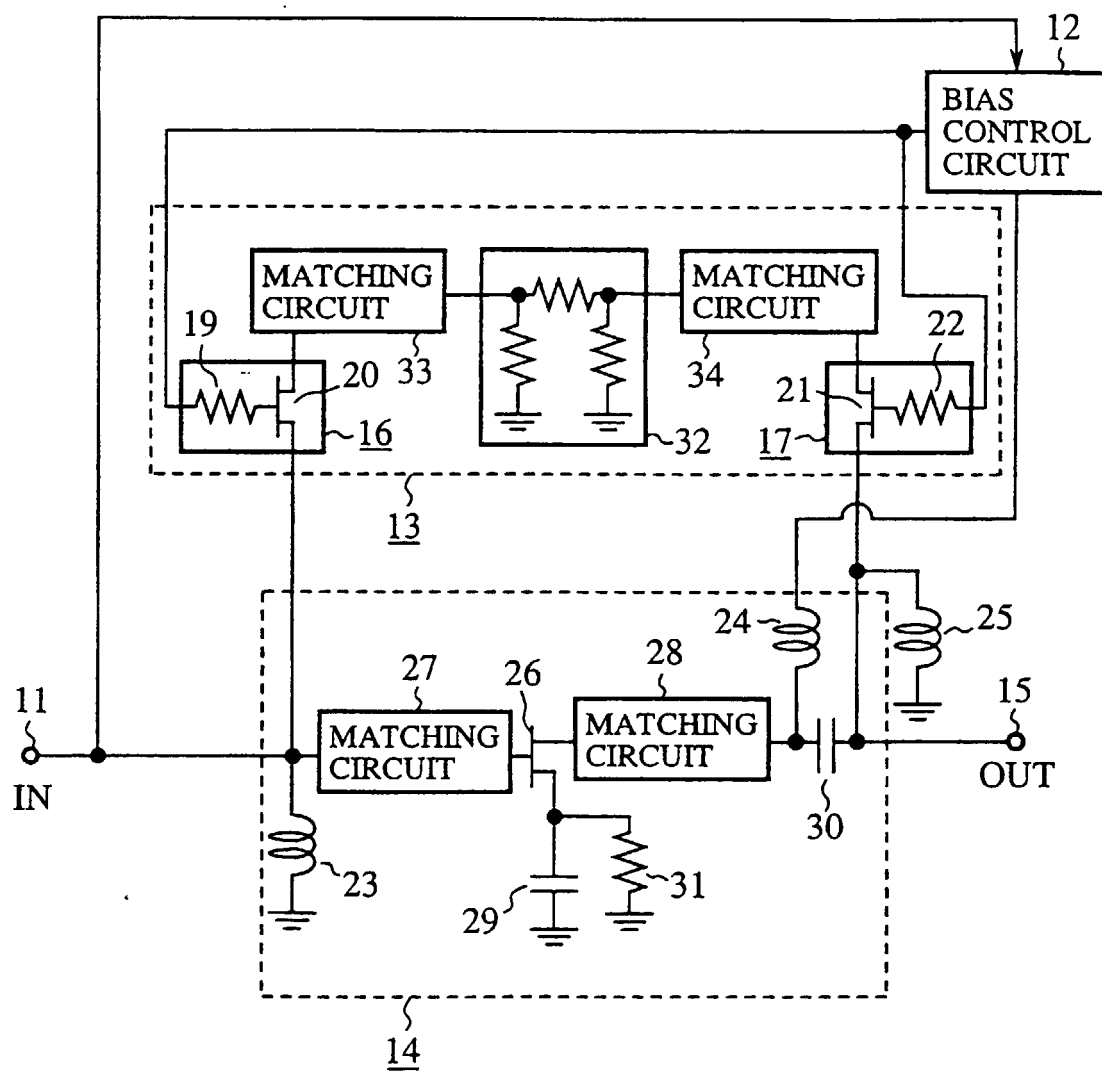 12
BIAS
CONTROL
CIRCUIT
MATCHING
CIRCUIT
MATCHING
CIRCUIT
19
20
33
34
21
22
16
32
17
13
24
25
27
26
28
11
15
MATCHING
CIRCUIT
MATCHING
CIRCUIT
IN
OUT
30
23
29
31
14